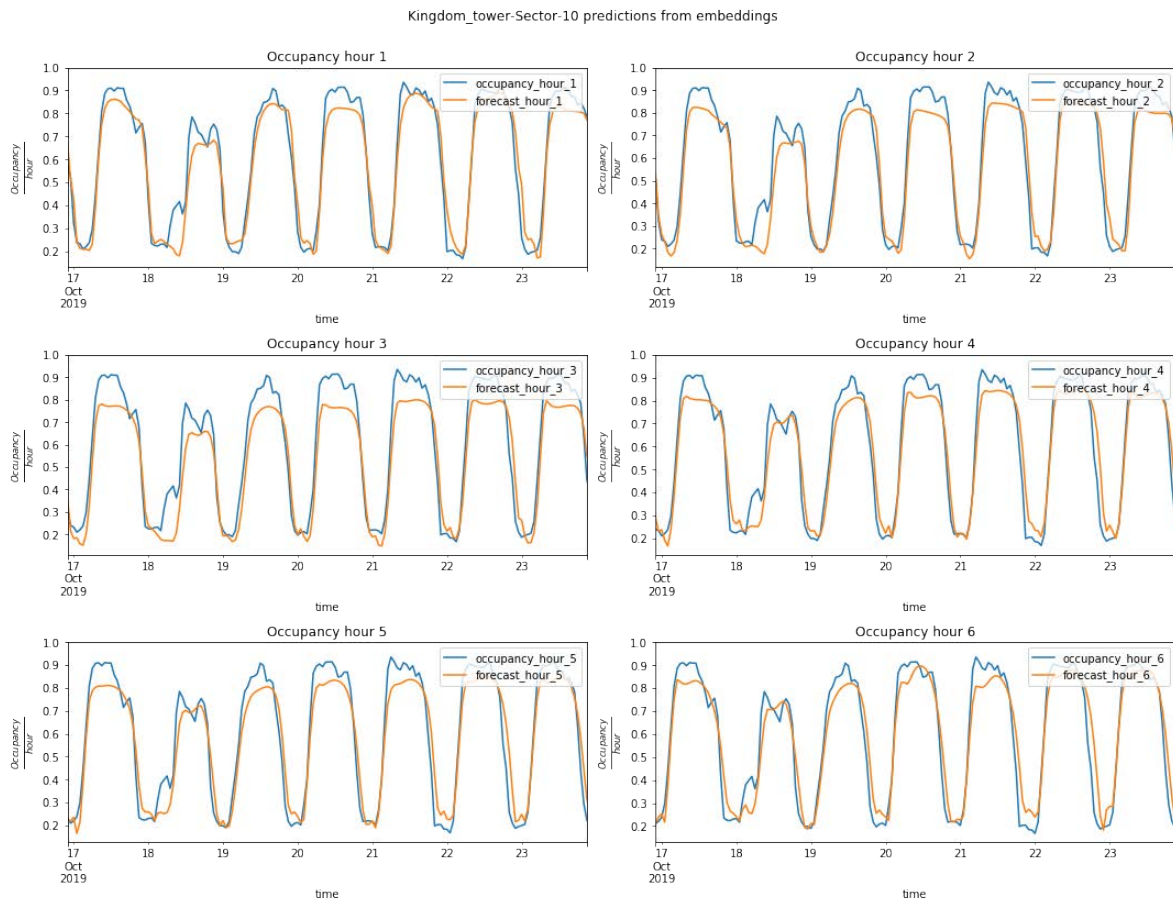 Kingdom_tower-Sector-10 predictions from embeddings
Occupancy hour 1
occupancy_hour_1
forecast_hour_1
1.0
0.9
0.8
0.7
0.6
0.5
0.4
0.3
0.2
Occupancy
hour
17 18 19 20 21 22 23
Oct
2019
time
Occupancy hour 2
occupancy_hour_2
forecast_hour_2
1.0
0.9
0.8
0.7
0.6
0.5
0.4
0.3
0.2
Occupancy
hour
17 18 19 20 21 22 23
Oct
2019
time
Occupancy hour 3
occupancy_hour_3
forecast_hour_3
1.0
0.9
0.8
0.7
0.6
0.5
0.4
0.3
0.2
Occupancy
hour
17 18 19 20 21 22 23
Oct
2019
time
Occupancy hour 4
occupancy_hour_4
forecast_hour_4
1.0
0.9
0.8
0.7
0.6
0.5
0.4
0.3
0.2
Occupancy
hour
17 18 19 20 21 22 23
Oct
2019
time
Occupancy hour 5
occupancy_hour_5
forecast_hour_5
1.0
0.9
0.8
0.7
0.6
0.5
0.4
0.3
0.2
Occupancy
hour
17 18 19 20 21 22 23
Oct
2019
time
Occupancy hour 6
occupancy_hour_6
forecast_hour_6
1.0
0.9
0.8
0.7
0.6
0.5
0.4
0.3
0.2
Occupancy
hour
17 18 19 20 21 22 23
Oct
2019
time